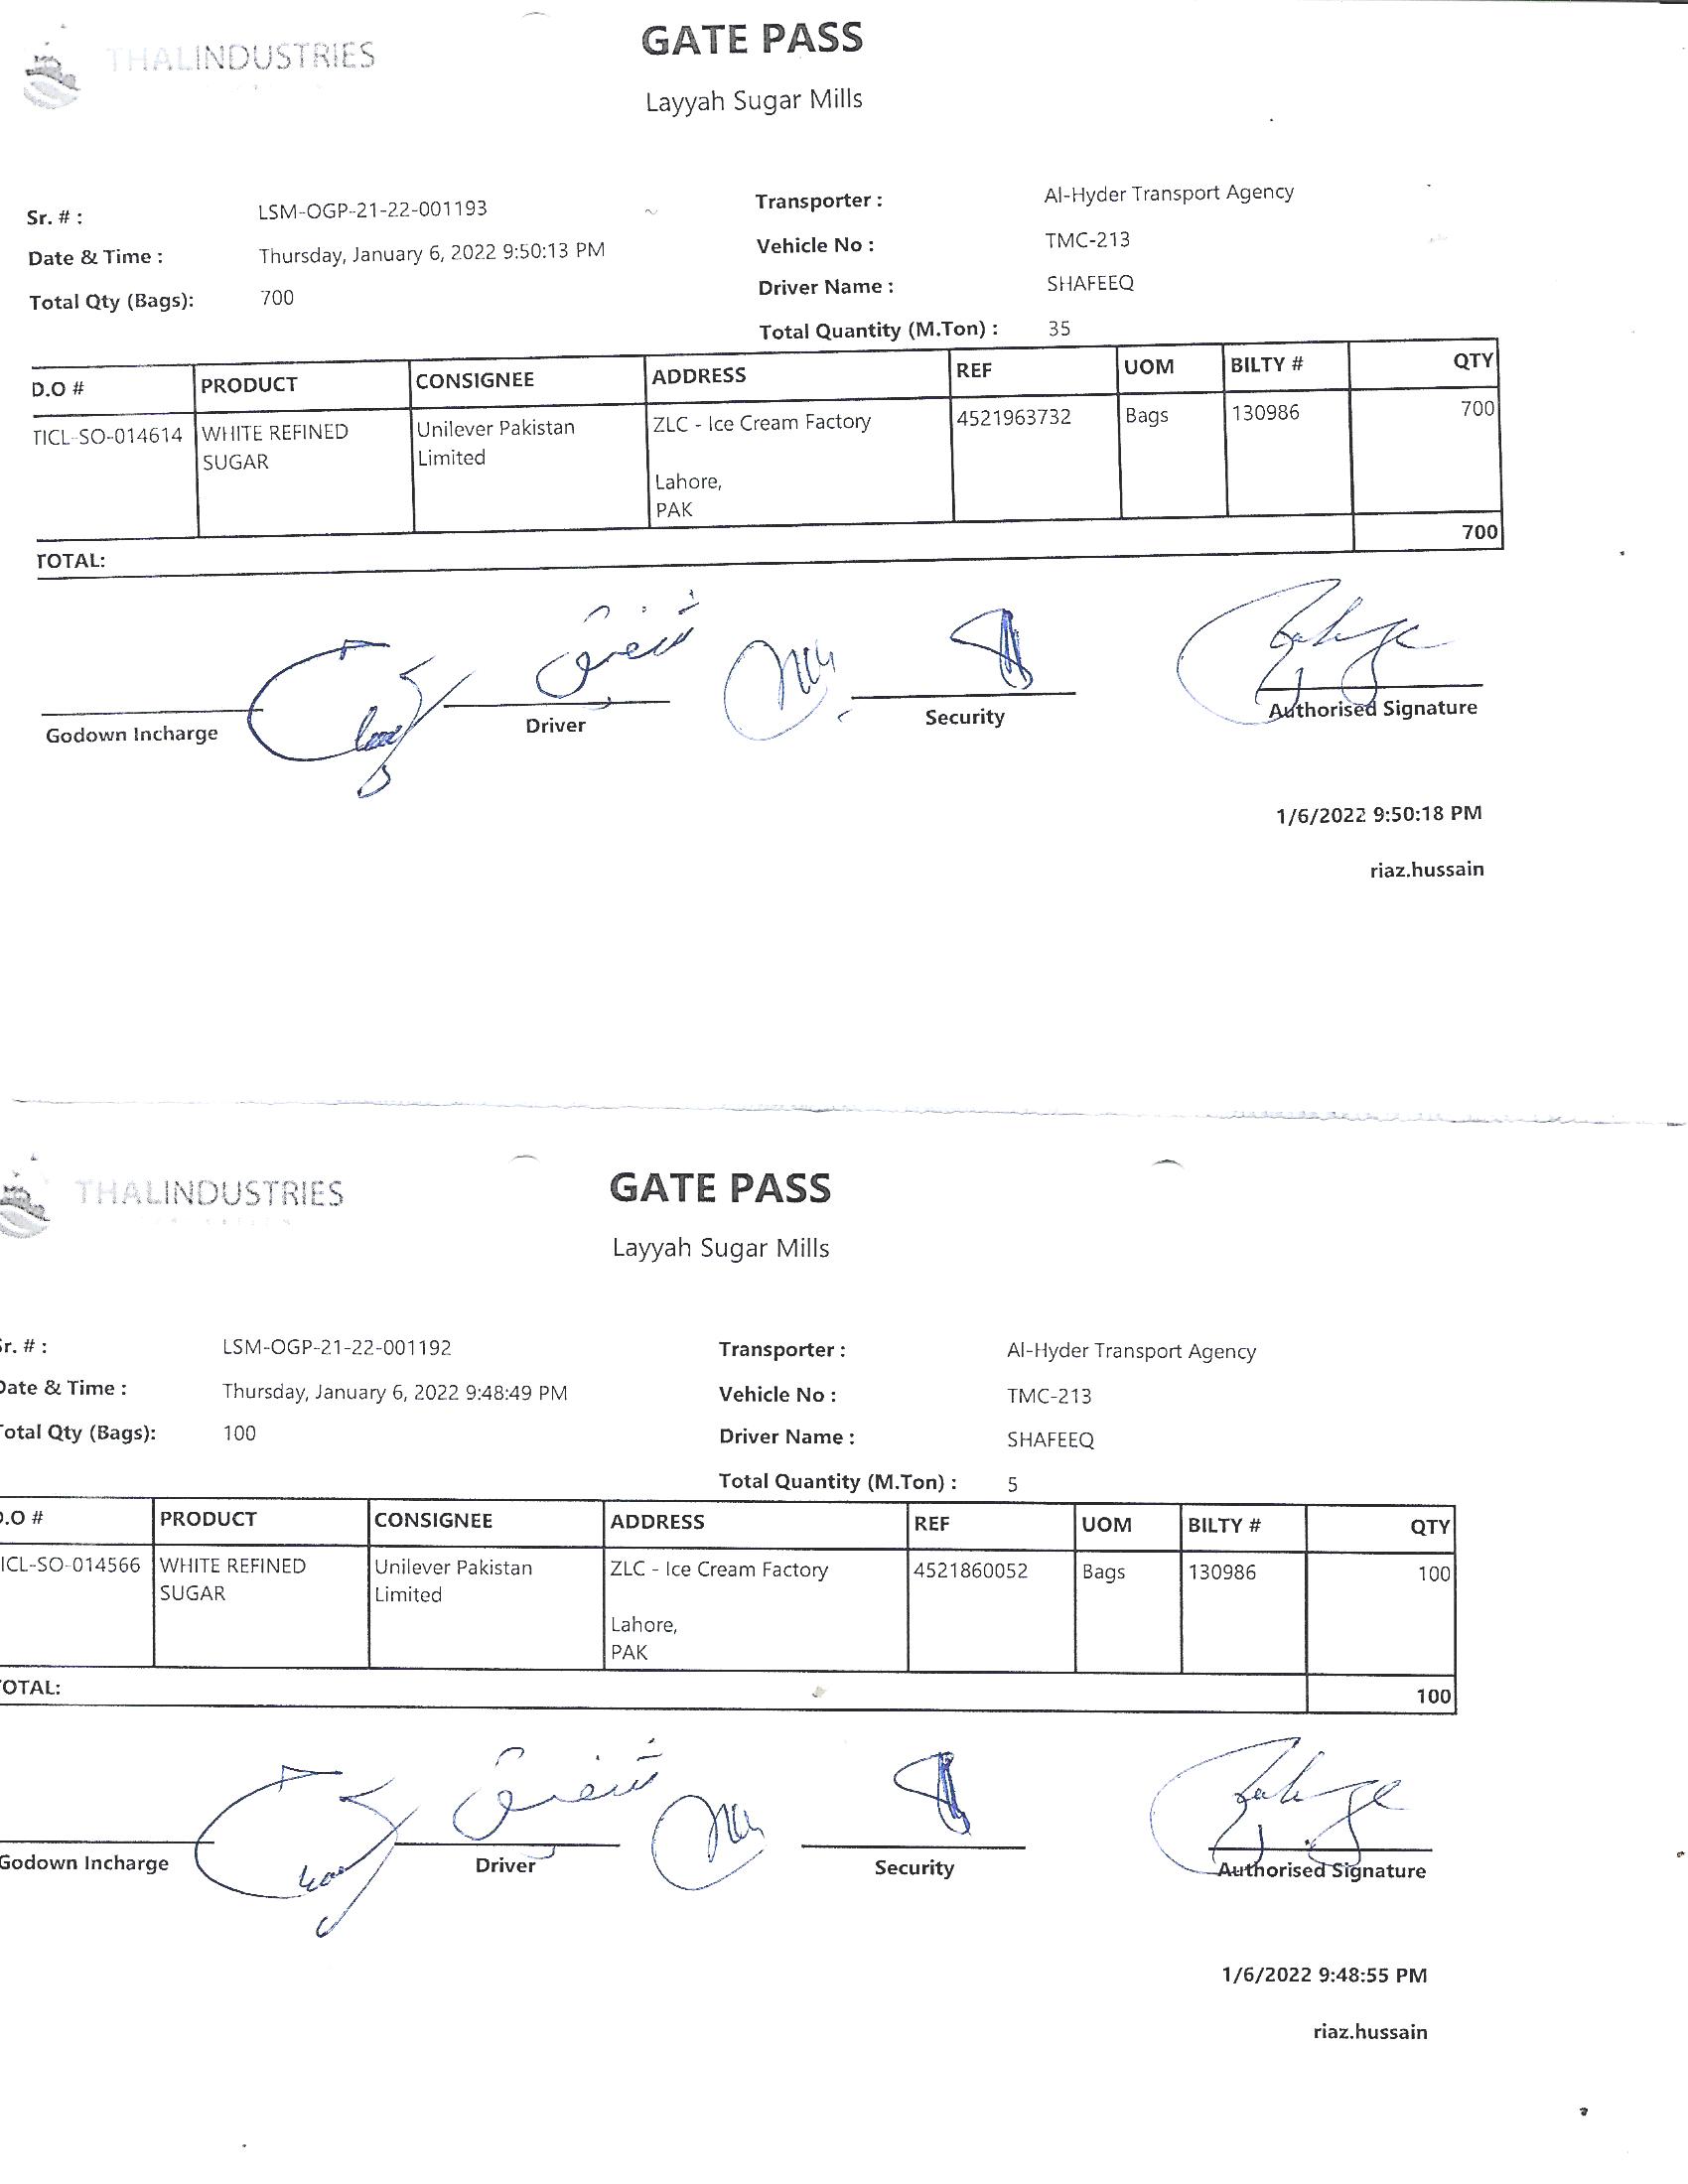 THALINDUSTRIES
GATE PASS
Layyah Sugar Mills
Sr. # : LSM-OGP-21-22-001193
Transporter : Al-Hyder Transport Agency
Date & Time : Thursday, January 6, 2022 9:50:13 PM
Vehicle No : TMC-213
Total Qty (Bags): 700
Driver Name : SHAFEEQ
Total Quantity (M.Ton) : 35
D.O # PRODUCT CONSIGNEE ADDRESS REF UOM BILTY # QTY
TICL-SO-014614 WHITE REFINED Unilever Pakistan ZLC - Ice Cream Factory 4521963732 Bags 130986 700
SUGAR Limited
Lahore,
PAK
TOTAL: 700
شفیق
Godown Incharge Driver Security Authorised Signature
1/6/2022 9:50:18 PM
riaz.hussain
THALINDUSTRIES
GATE PASS
Layyah Sugar Mills
Sr. # : LSM-OGP-21-22-001192
Transporter : Al-Hyder Transport Agency
Date & Time : Thursday, January 6, 2022 9:48:49 PM
Vehicle No : TMC-213
Total Qty (Bags): 100
Driver Name : SHAFEEQ
Total Quantity (M.Ton) : 5
.O # PRODUCT CONSIGNEE ADDRESS REF UOM BILTY # QTY
ICL-SO-014566 WHITE REFINED Unilever Pakistan ZLC - Ice Cream Factory 4521860052 Bags 130986 100
SUGAR Limited
Lahore,
PAK
OTAL: 100
شفیق
Godown Incharge Driver Security Authorised Signature
1/6/2022 9:48:55 PM
riaz.hussain